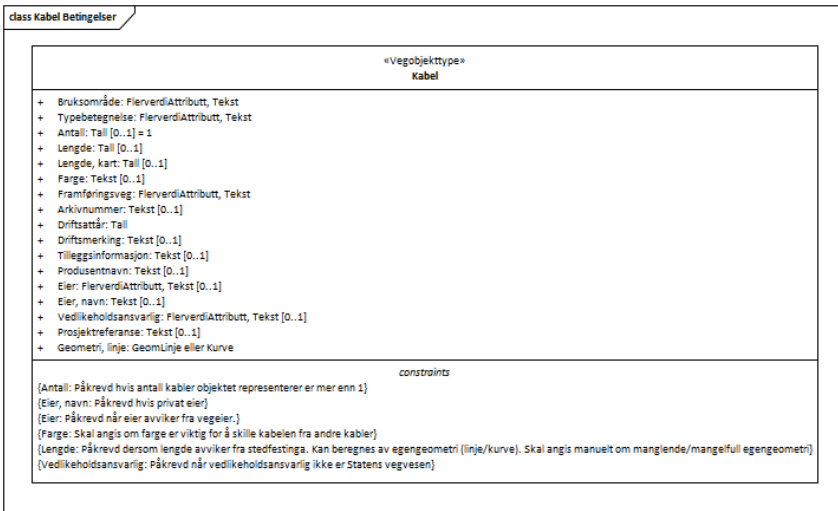 class Kabel Betingelser
«Vegobjekttype»
Kabel
+ Bruksområde: FlerverdiAttributt, Tekst
+ Typebetegnelse: FlerverdiAttributt, Tekst
+ Antall: Tall [0..1] = 1
+ Lengde: Tall [0..1]
+ Lengde, kart: Tall [0..1]
+ Farge: Tekst [0..1]
+ Framføringsveg: FlerverdiAttributt, Tekst
+ Arkivnummer: Tekst [0..1]
+ Driftsattår: Tall
+ Driftsmerking: Tekst [0..1]
+ Tilleggsinformasjon: Tekst [0..1]
+ Produsentnavn: Tekst [0..1]
+ Eier: FlerverdiAttributt, Tekst [0..1]
+ Eier, navn: Tekst [0..1]
+ Vedlikeholdsansvarlig: FlerverdiAttributt, Tekst [0..1]
+ Prosjektreferanse: Tekst [0..1]
+ Geometri, linje: GeomLinje eller Kurve
constraints
{Antall: Påkrevd hvis antall kabler objektet representerer er mer enn 1}
{Eier, navn: Påkrevd hvis privat eier}
{Eier: Påkrevd når eier avviker fra vegeier.}
{Farge: Skal angis om farge er viktig for å skille kabelen fra andre kabler}
{Lengde: Påkrevd dersom lengde avviker fra stedfestinga. Kan beregnes av egengeometri (linje/kurve). Skal angis manuelt om manglende/mangelfull egengeometri}
{Vedlikeholdsansvarlig: Påkrevd når vedlikeholdsansvarlig ikke er Statens vegvesen}